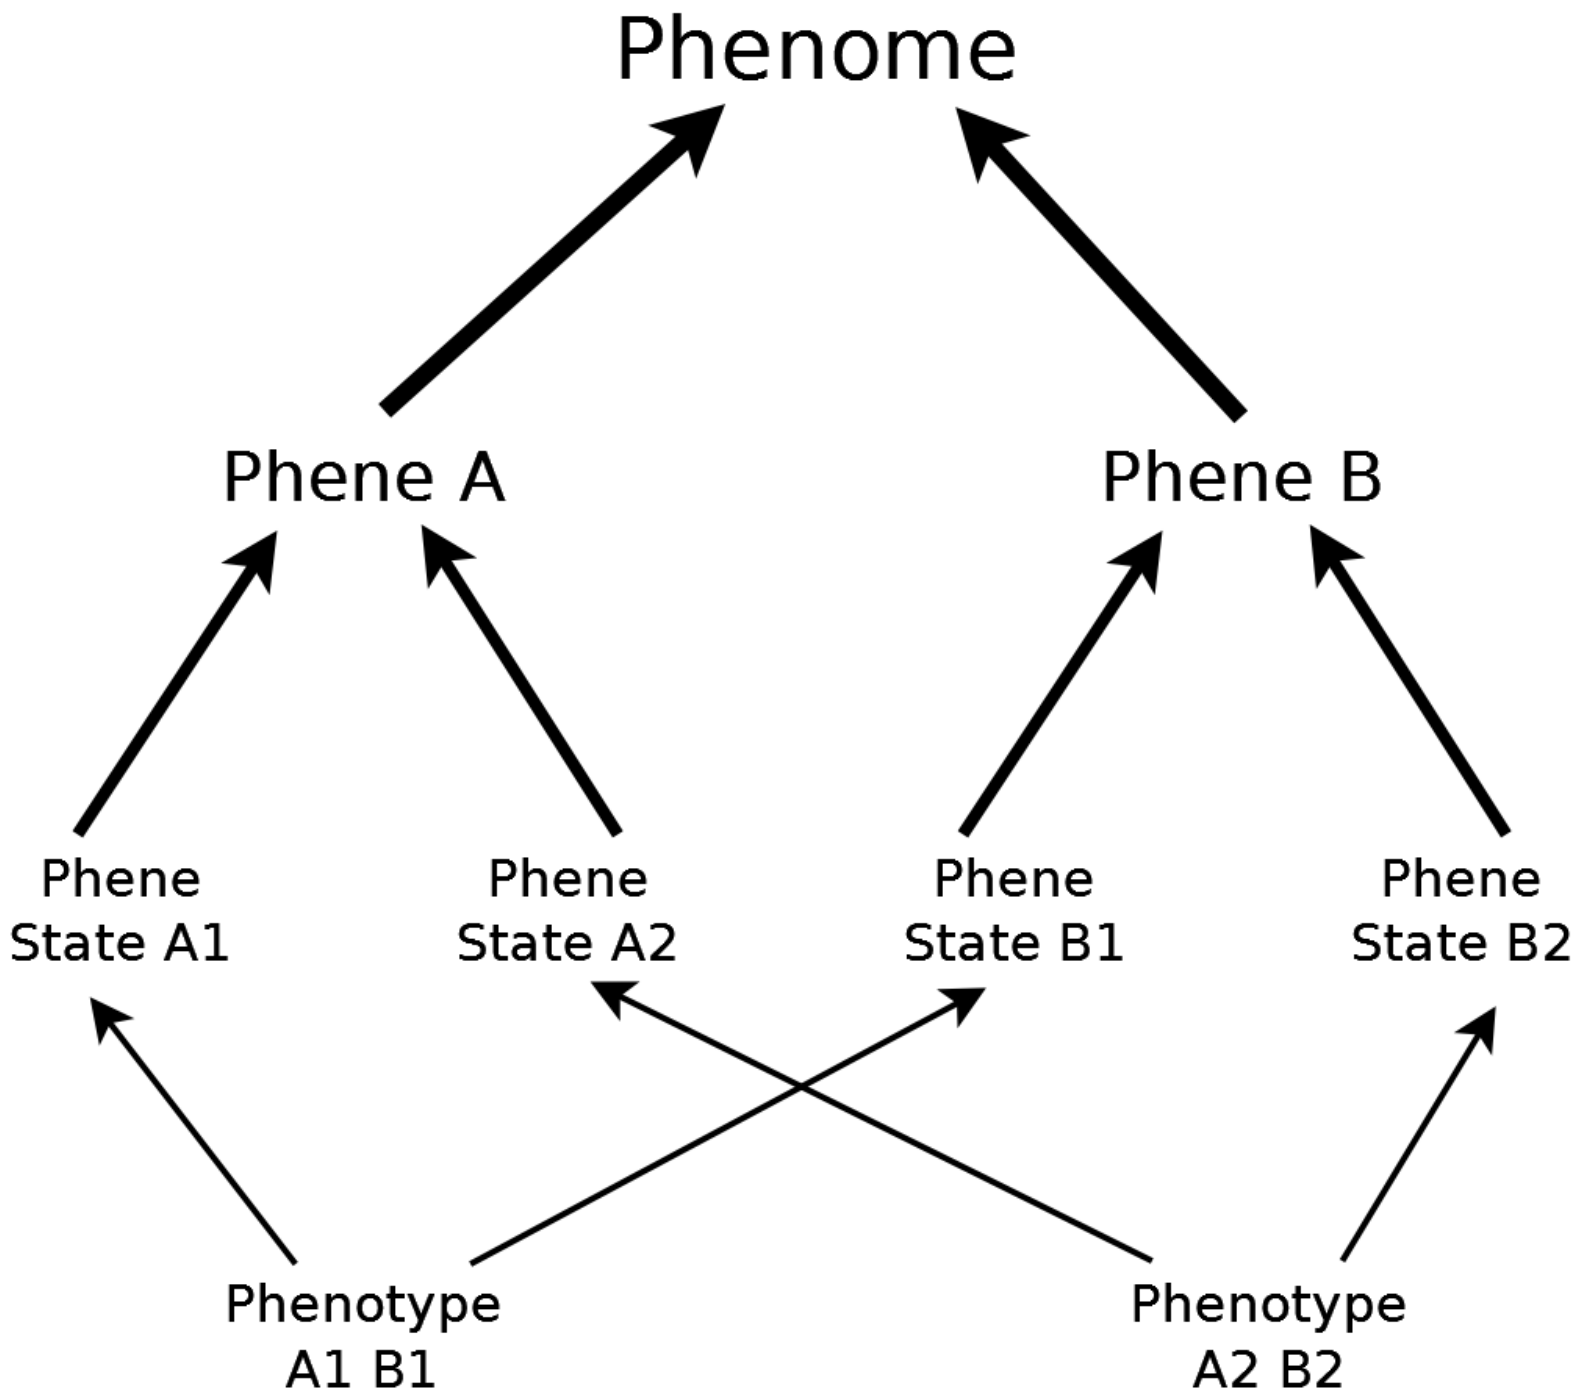 Phenome
Phene A
Phene B
Phene
State A1
Phene
State A2
Phene
State B1
Phene
State B2
Phenotype
A1 B1
Phenotype
A2 B2